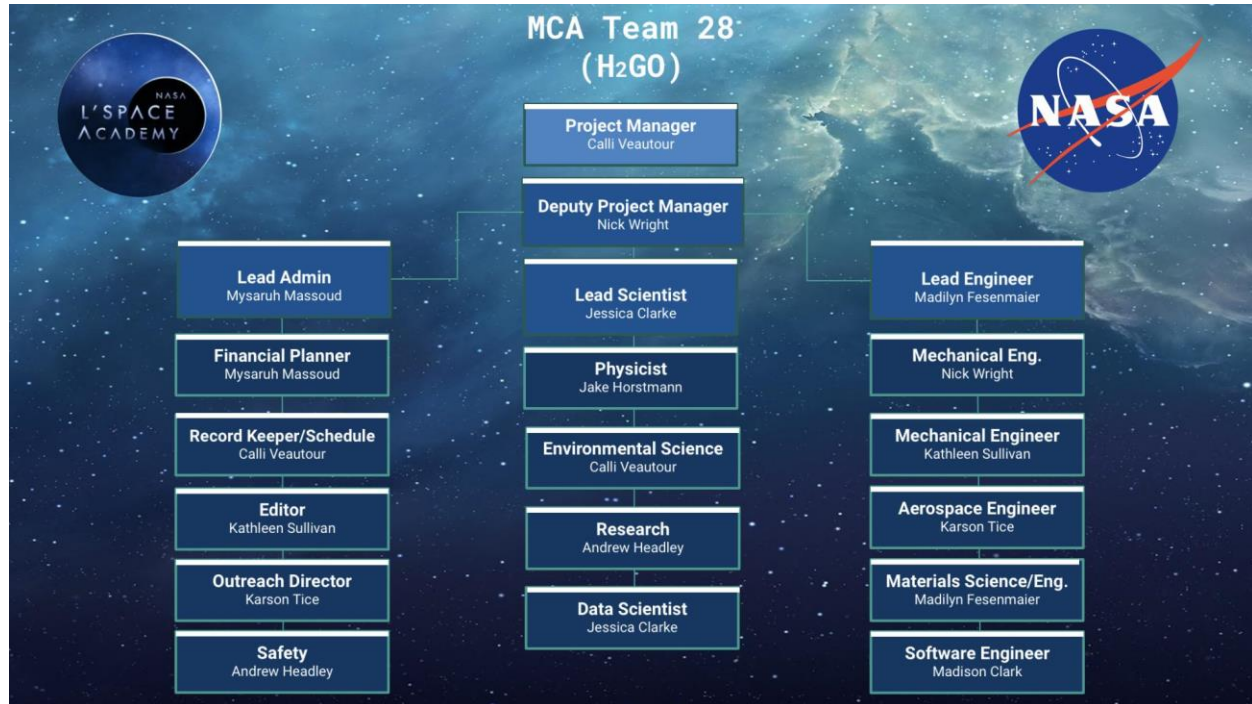 MCA Team 28
(H₂GO)
NASA
L'SPACE
ACADEMY
NASA
Project Manager
Calli Veautour
Deputy Project Manager
Nick Wright
Lead Admin
Mysaruh Massoud
Financial Planner
Mysaruh Massoud
Record Keeper/Schedule
Calli Veautour
Editor
Kathleen Sullivan
Outreach Director
Karson Tice
Safety
Andrew Headley
Lead Scientist
Jessica Clarke
Physicist
Jake Horstmann
Environmental Science
Calli Veautour
Research
Andrew Headley
Data Scientist
Jessica Clarke
Lead Engineer
Madilyn Fesenmaier
Mechanical Eng.
Nick Wright
Mechanical Engineer
Kathleen Sullivan
Aerospace Engineer
Karson Tice
Materials Science/Eng.
Madilyn Fesenmaier
Software Engineer
Madison Clark